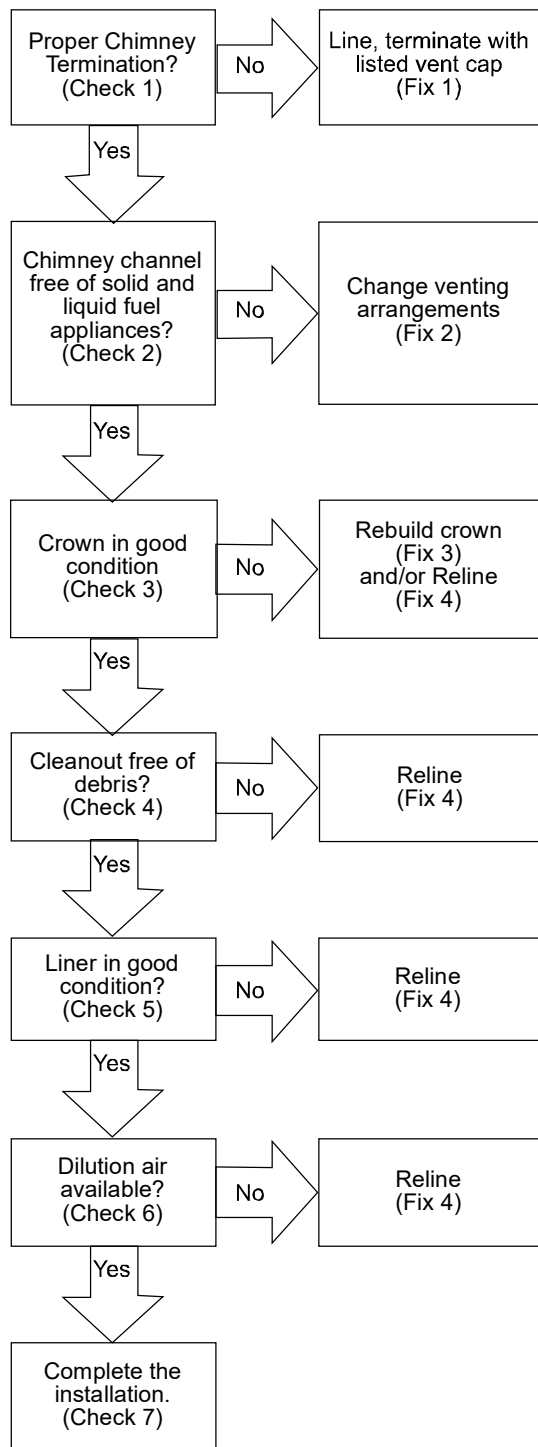 Proper Chimney
Termination?
(Check 1)
No
Line, terminate with
listed vent cap
(Fix 1)
Yes
Chimney channel
free of solid and
liquid fuel
appliances?
(Check 2)
No
Change venting
arrangements
(Fix 2)
Yes
Crown in good
condition
(Check 3)
No
Rebuild crown
(Fix 3)
and/or Reline
(Fix 4)
Yes
Cleanout free of
debris?
(Check 4)
No
Reline
(Fix 4)
Yes
Liner in good
condition?
(Check 5)
No
Reline
(Fix 4)
Yes
Dilution air
available?
(Check 6)
No
Reline
(Fix 4)
Yes
Complete the
installation.
(Check 7)